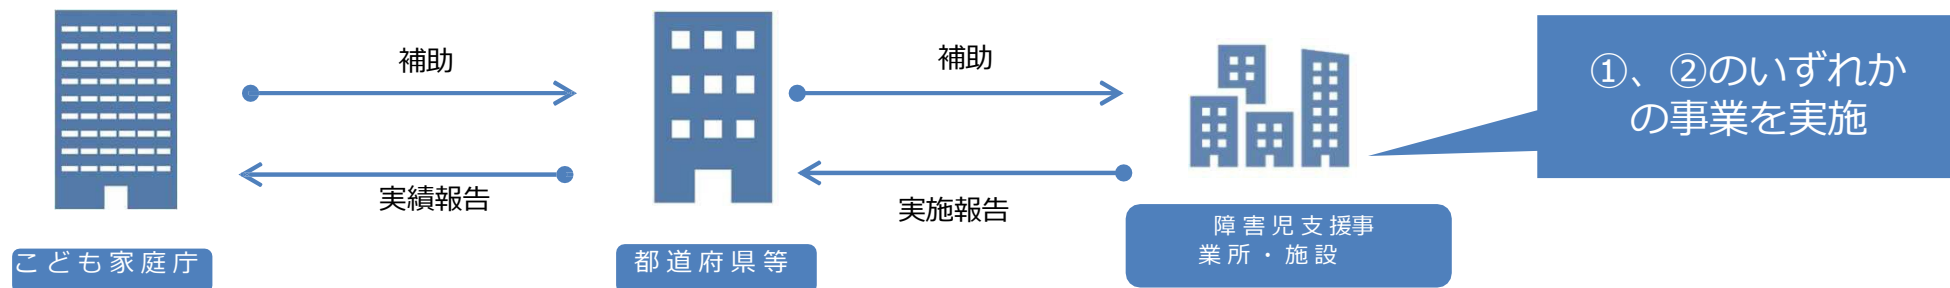 補助
実績報告
補助
実施報告
①、②のいずれか
の事業を実施
こども家庭庁
都道府県等
障害児支援事
業所・施設